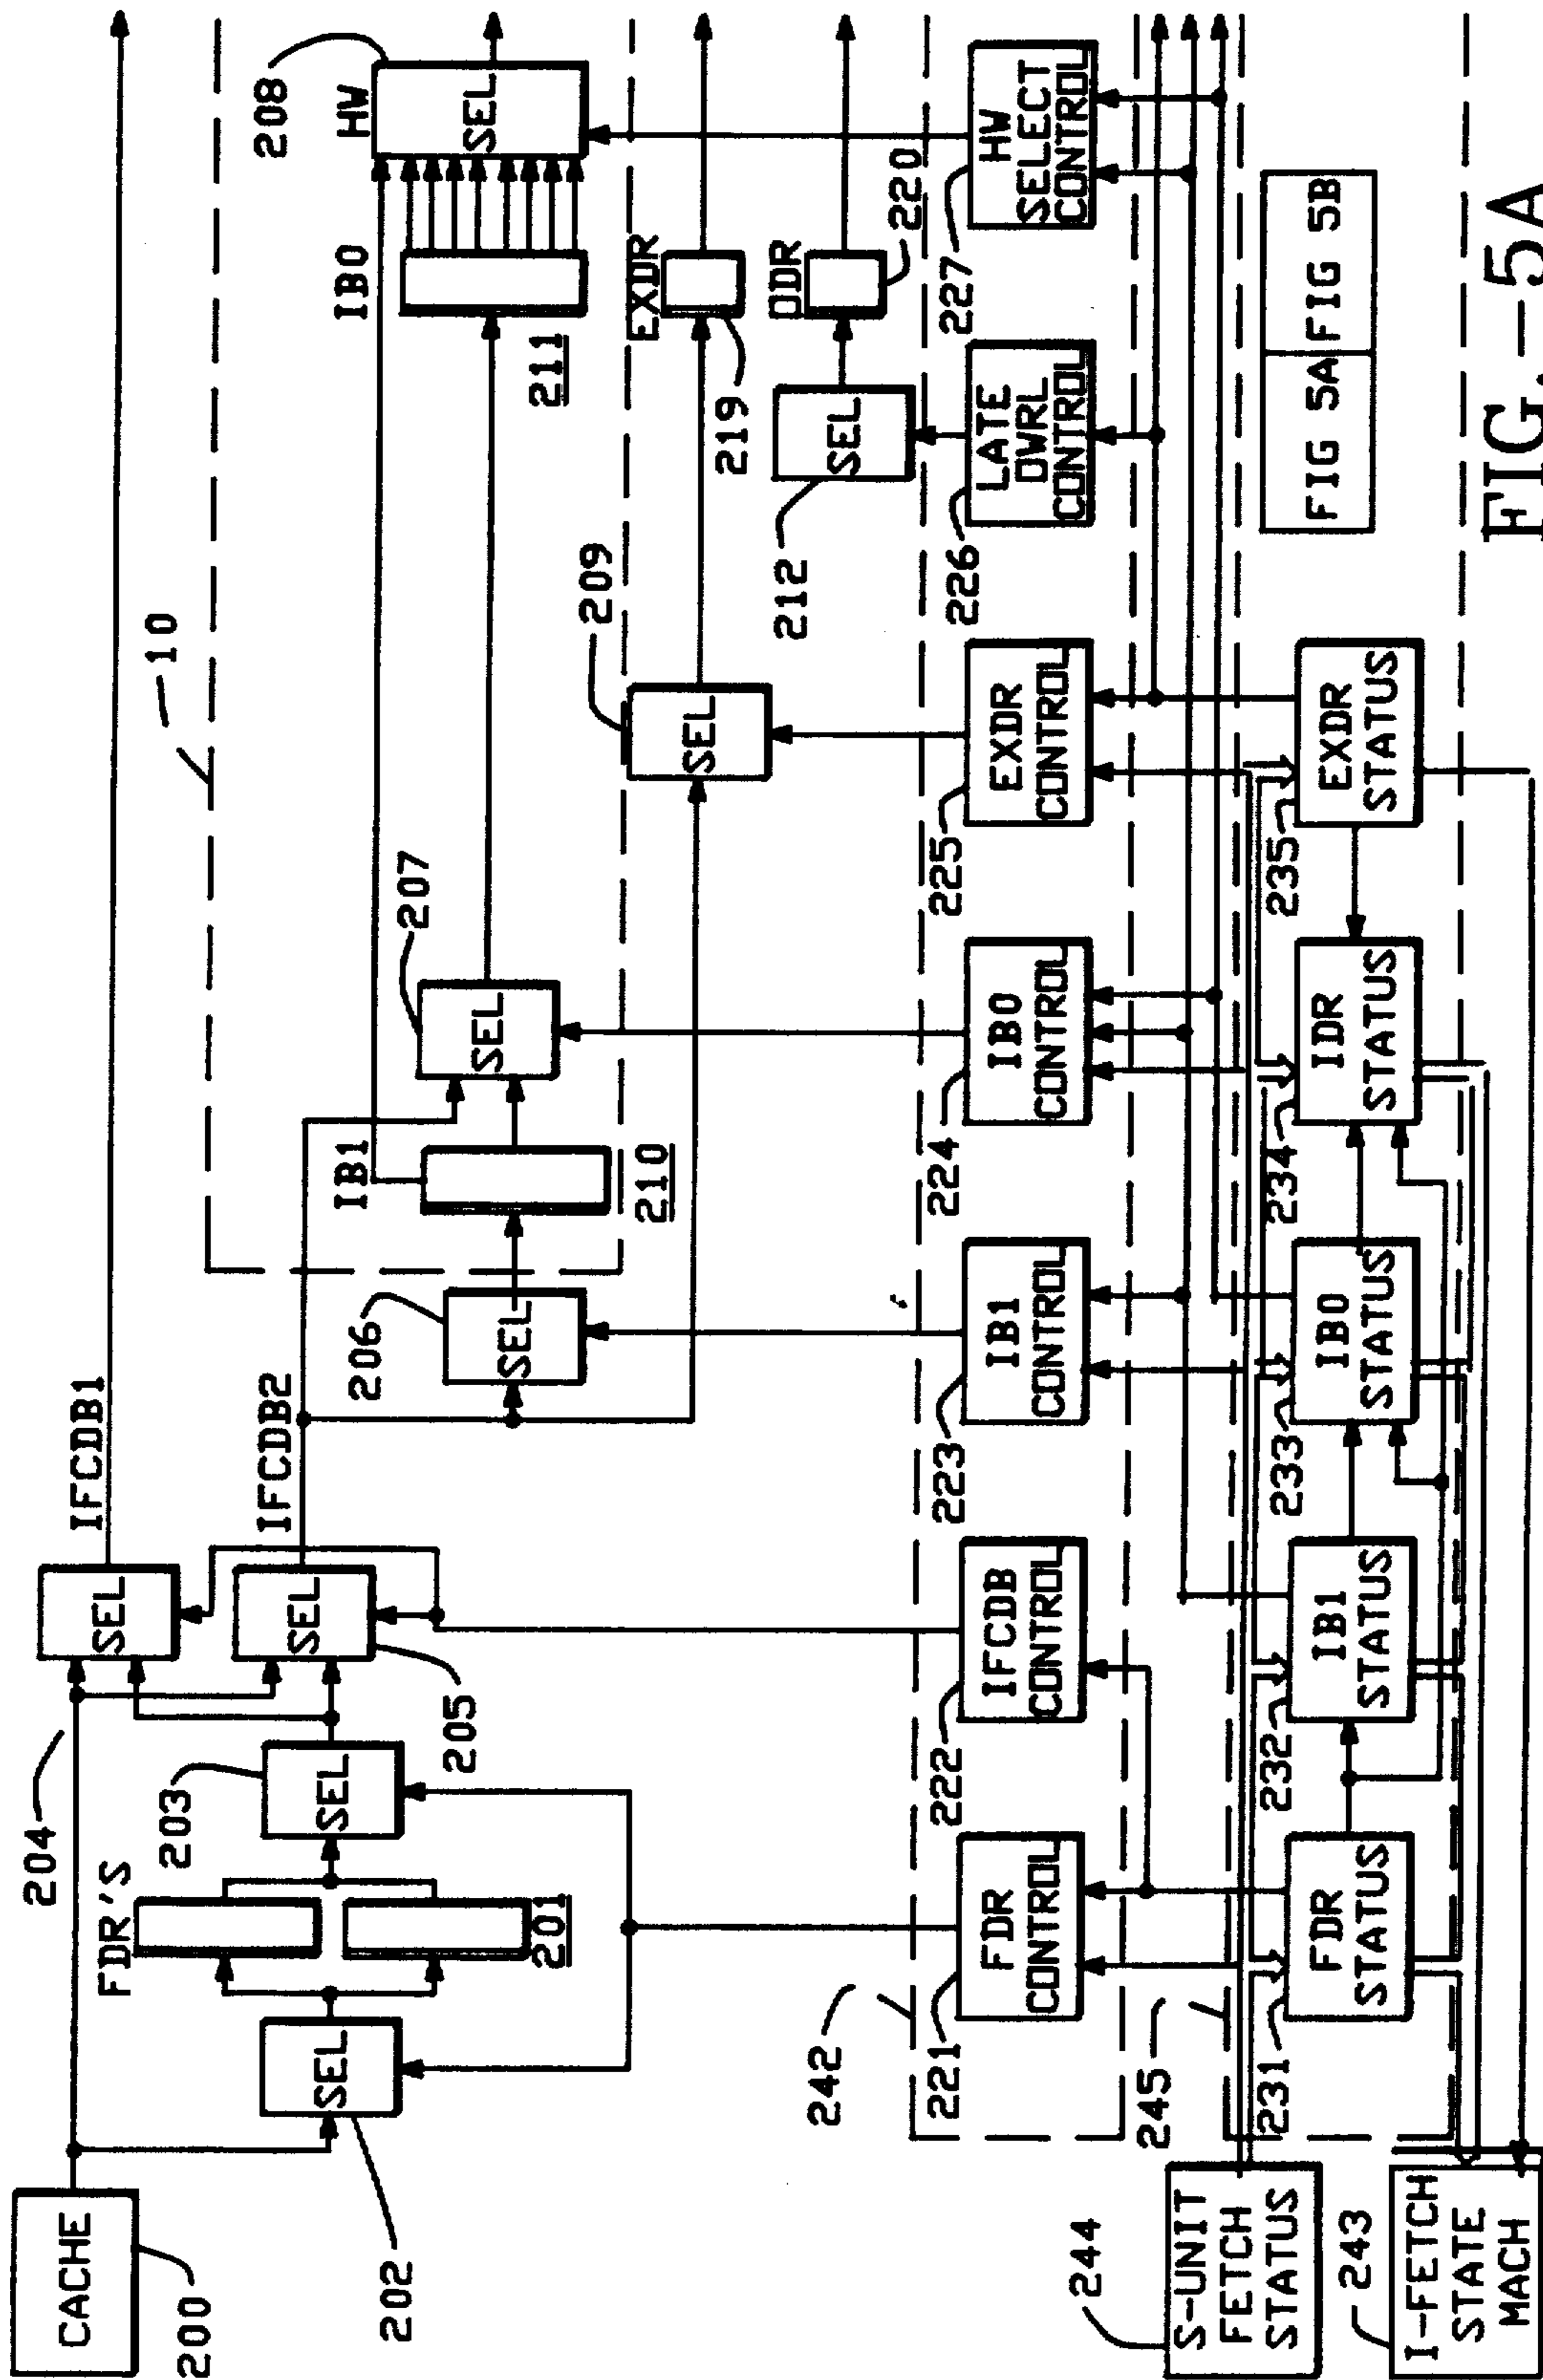 CACHE
200
202
SEL
FDR'S
201
203
SEL
204
SEL
IFCDB1
SEL
205
IFCDB2
206
SEL
IB1
210
207
SEL
10
209
SEL
IB0
211
208
HW
SEL
EXDR
219
212
SEL
ODR
220
242
221
FDR
CONTROL
222
IFCDB
CONTROL
223
IB1
CONTROL
224
IB0
CONTROL
225
EXDR
CONTROL
226
LATE
OWRL
CONTROL
227
HW
SELECT
CONTROL
245
244
S-UNIT
FETCH
STATUS
243
I-FETCH
STATE
MACH
231
FDR
STATUS
232
IB1
STATUS
233
IB0
STATUS
234
IDR
STATUS
235
EXDR
STATUS
FIG 5A
FIG 5B
FIG.-5A